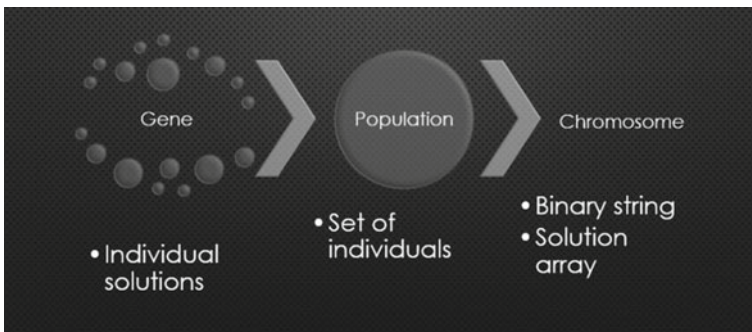 Gene
Population
Chromosome
• Individual
solutions
• Set of
individuals
• Binary string
• Solution
array